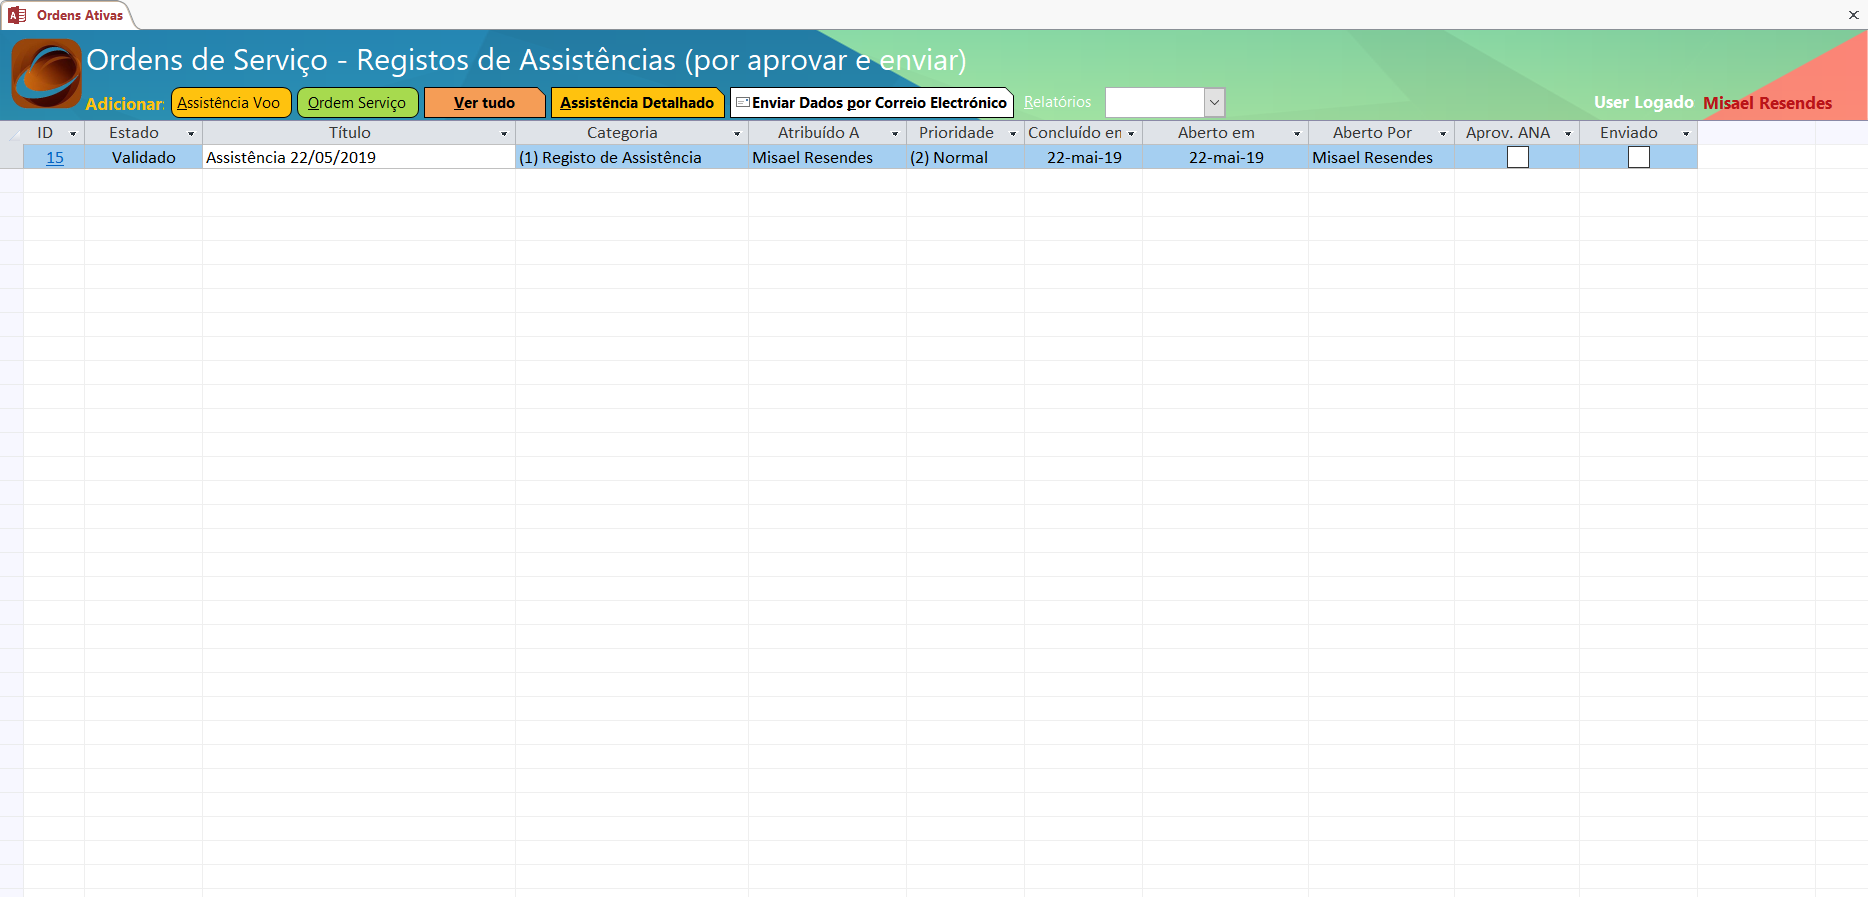 Ordens Ativas
Ordens de Serviço - Registos de Assistências (por aprovar e enviar)
Adicionar: Assistência Voo Ordem Serviço Ver tudo Assistência Detalhado Enviar Dados por Correio Electrónico Relatórios User Logado Misael Resendes
ID Estado Título Categoria Atribuído A Prioridade Concluído em Aberto em Aberto Por Aprov. ANA Enviado
15 Validado Assistência 22/05/2019 (1) Registo de Assistência Misael Resendes (2) Normal 22-mai-19 22-mai-19 Misael Resendes